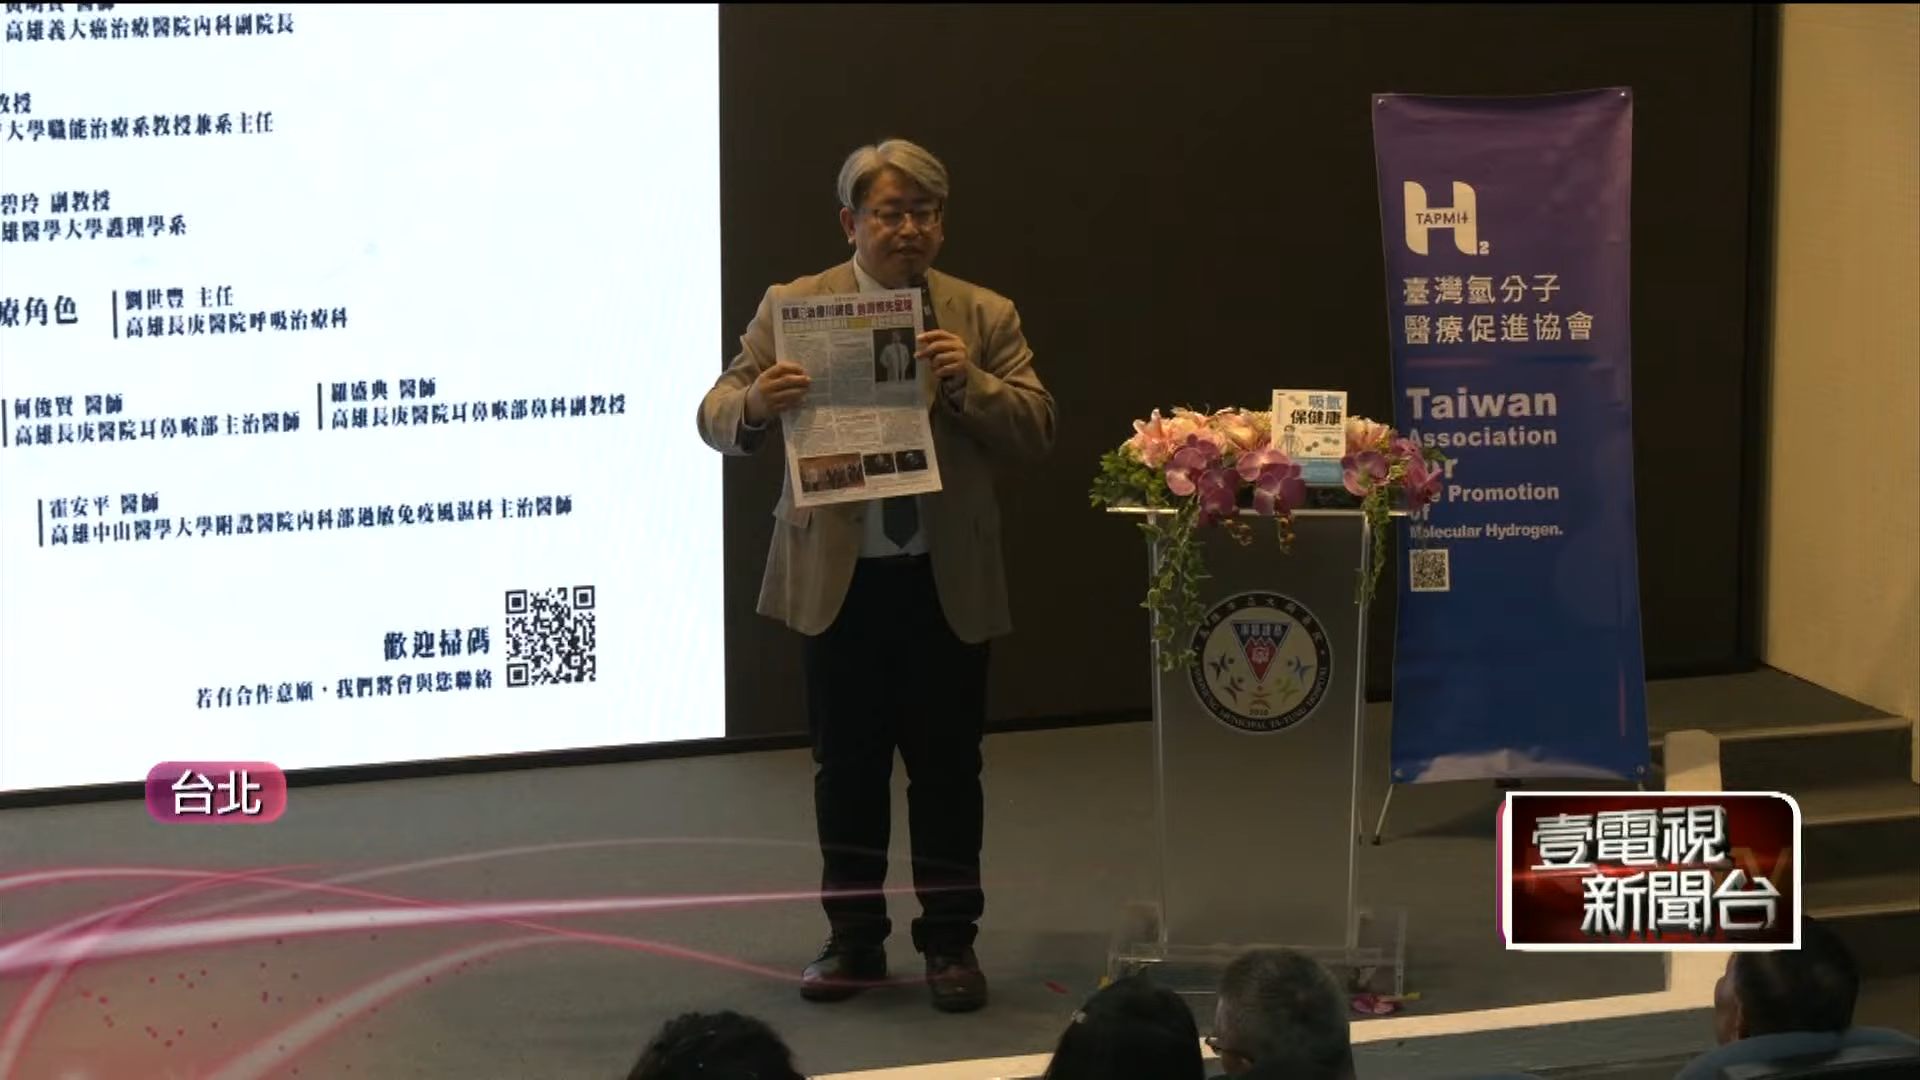 高雄義大癌治療醫院內科副院長
教授
大學職能治療系教授兼系主任
碧玲 副教授
雄醫學大學護理學系
療角色
劉世豐 主任
高雄長庚醫院呼吸治療科
何俊賢 醫師
高雄長庚醫院耳鼻喉部主治醫師
羅盛典 醫師
高雄長庚醫院耳鼻喉部鼻科副教授
霍安平 醫師
高雄中山醫學大學附設醫院內科部過敏免疫風濕科主治醫師
歡迎掃碼
若有合作意願，我們將會與您聯絡
吸氫
保健康
TAPMH
H2
臺灣氫分子
醫療促進協會
Taiwan
Association
Promotion
of
Molecular Hydrogen.
台北
壹電視
新聞台